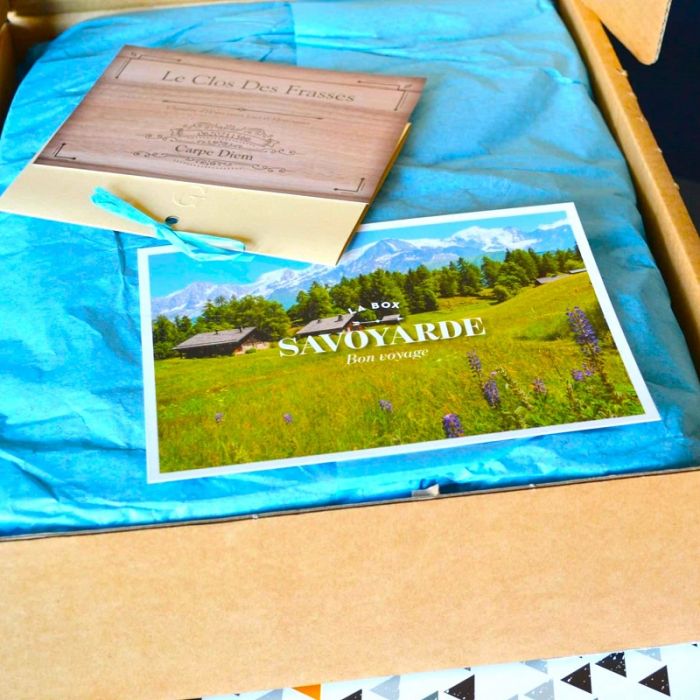 Le Clos Des Frasses
Carpe Diem
LA BOX
SAVOYARDE
Bon voyage